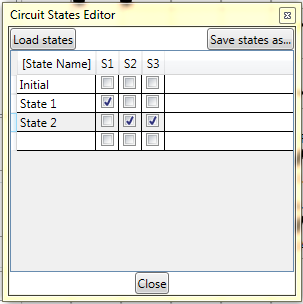 Circuit States Editor
Load states Save states as...
[State Name] S1 S2 S3
Initial
State 1
State 2
Close